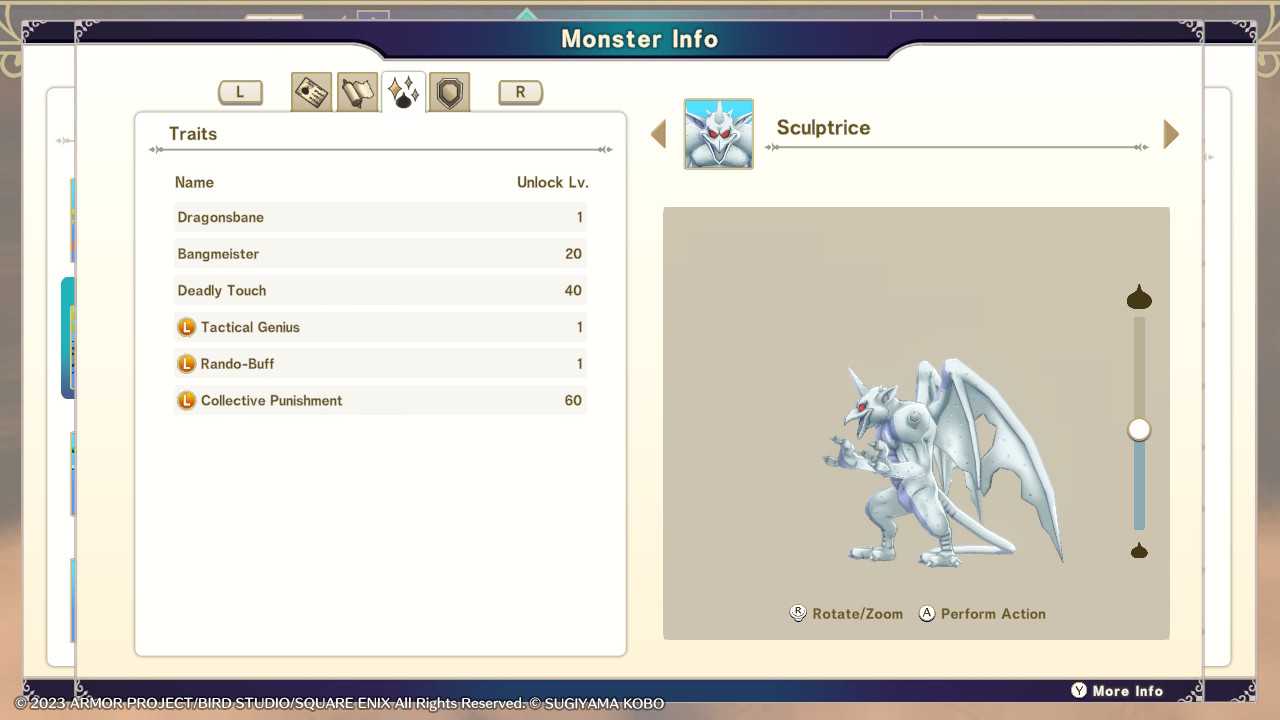 Monster Info
L
R
Traits
Name Unlock Lv.
Dragonsbane 1
Bangmeister 20
Deadly Touch 40
L Tactical Genius 1
L Rando-Buff 1
L Collective Punishment 60
Sculptrice
R Rotate/Zoom A Perform Action
Y More Info
© 2023 ARMOR PROJECT/BIRD STUDIO/SQUARE ENIX All Rights Reserved. © SUGIYAMA KOBO